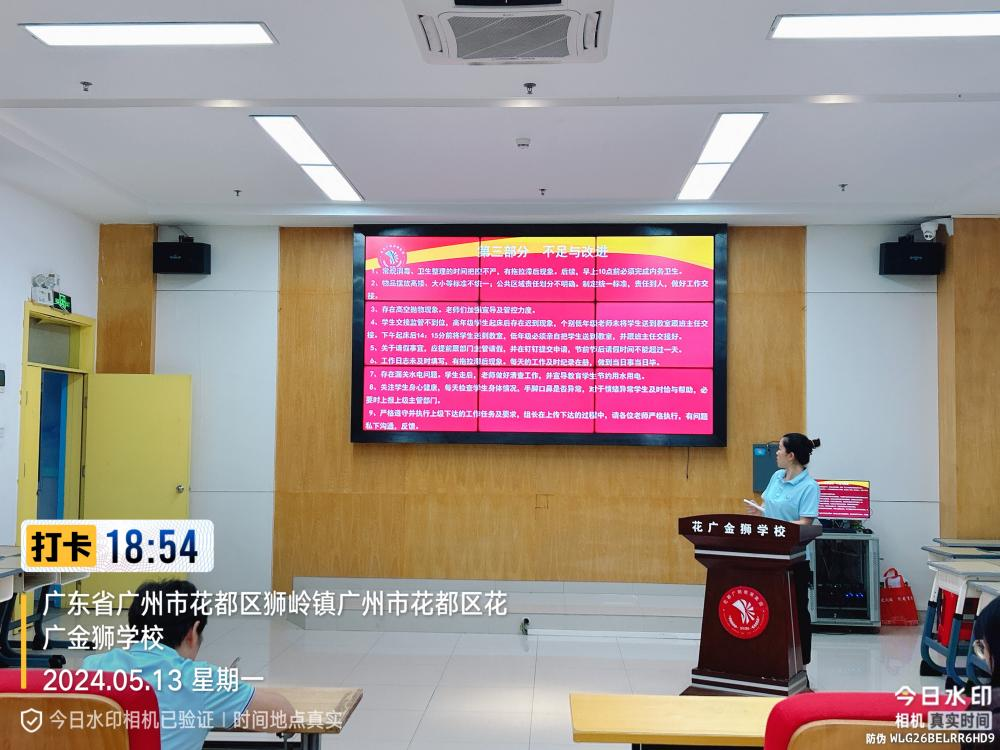 第三部分 不足与改进
1、常规消毒、卫生整理的时间把控不严，有拖拉滞后现象。后续，早上10点前必须完成内务卫生。
2、物品摆放高矮、大小等标准不统一，公共区域责任划分不明确。制定统一标准，责任到人，做好工作交
接。
3、存在高空抛物现象。老师们加强宣导及管控力度。
4、学生交接监管不到位，高年级学生起床后存在迟到现象，个别低年级老师未将学生送到教室跟班主任交
接。下午起床后14：15分前将学生送到教室，低年级必须亲自把学生送到教室，并跟班主任交接好。
5、关于请假事宜，应提前跟部门主管请假，并在钉钉提交申请，节前节后请假时间不能超过一天。
6、工作日志未及时填写，有拖拉滞后现象。每天的工作及时纪录在册，做到当日事当日毕。
7、存在漏关水电问题，学生走后，老师做好清查工作，并宣导教育学生节约用水用电。
8、关注学生身心健康，每天检查学生身体情况，手脚口鼻是否异常，对于情绪异常学生及时给与帮助，必
要时上报上级主管部门。
9、严格遵守并执行上级下达的工作任务及要求，组长在上传下达的过程中，请各位老师严格执行，有问题
私下沟通，反馈。
花广金狮学校
打卡 18:54
广东省广州市花都区狮岭镇广州市花都区花
广金狮学校
2024.05.13 星期一
今日水印相机已验证 | 时间地点真实
今日水印
相机 真实时间
防伪 WLG26BELRR6HD9